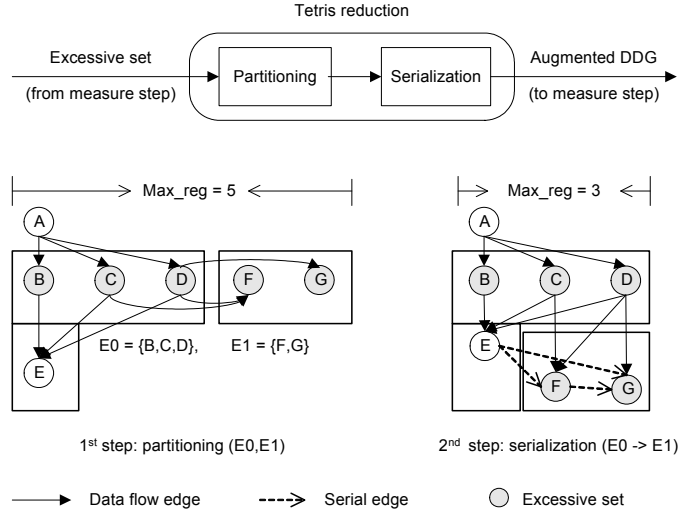 Tetris reduction
Excessive set
(from measure step)
Partitioning
Serialization
Augmented DDG
(to measure step)
Max_reg = 5
A
B
C
D
F
G
E
E0 = {B,C,D},
E1 = {F,G}
1st step: partitioning (E0,E1)
Max_reg = 3
A
B
C
D
E
F
G
2nd step: serialization (E0 -> E1)
Data flow edge
Serial edge
Excessive set